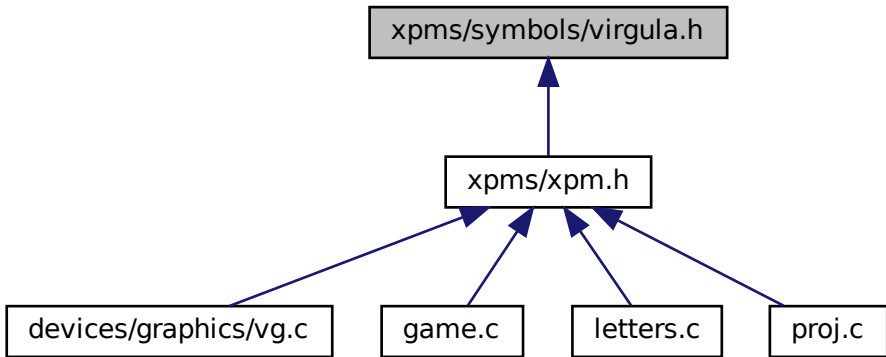 xpms/symbols/virgula.h
xpms/xpm.h
devices/graphics/vg.c
game.c
letters.c
proj.c